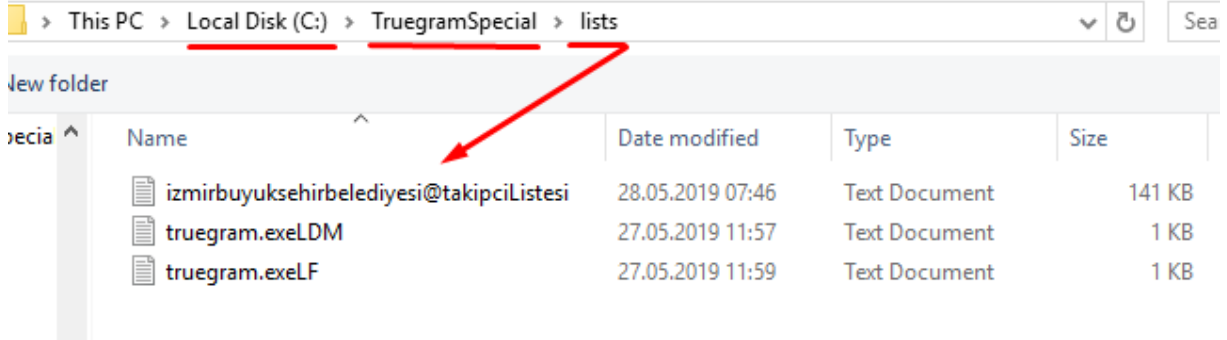 This PC > Local Disk (C:) > TruegramSpecial > lists Sea
New folder
pecia Name Date modified Type Size
izmirbuyuksehirbelediyesi@takipciListesi 28.05.2019 07:46 Text Document 141 KB
truegram.exeLDM 27.05.2019 11:57 Text Document 1 KB
truegram.exeLF 27.05.2019 11:59 Text Document 1 KB